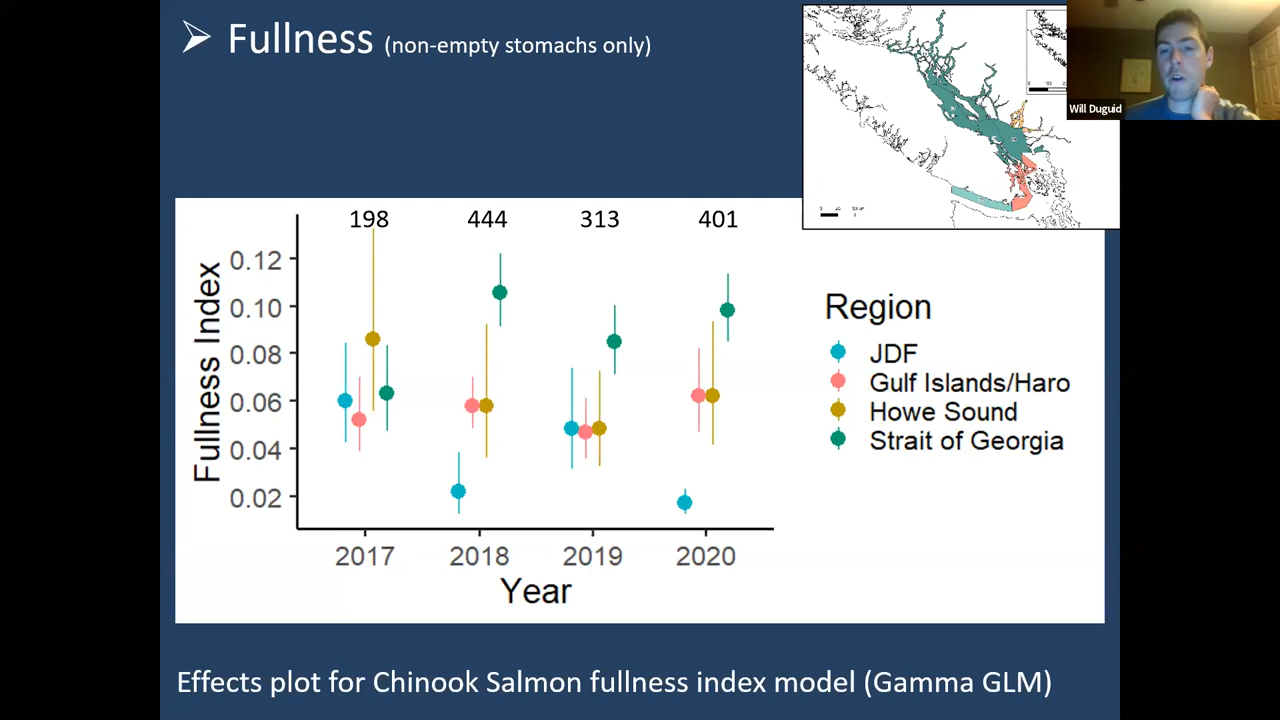 ➢ Fullness (non-empty stomachs only)
Will Duguid
198 444 313 401
Fullness Index
0.12
0.10
0.08
0.06
0.04
0.02
2017 2018 2019 2020
Year
Region
JDF
Gulf Islands/Haro
Howe Sound
Strait of Georgia
Effects plot for Chinook Salmon fullness index model (Gamma GLM)